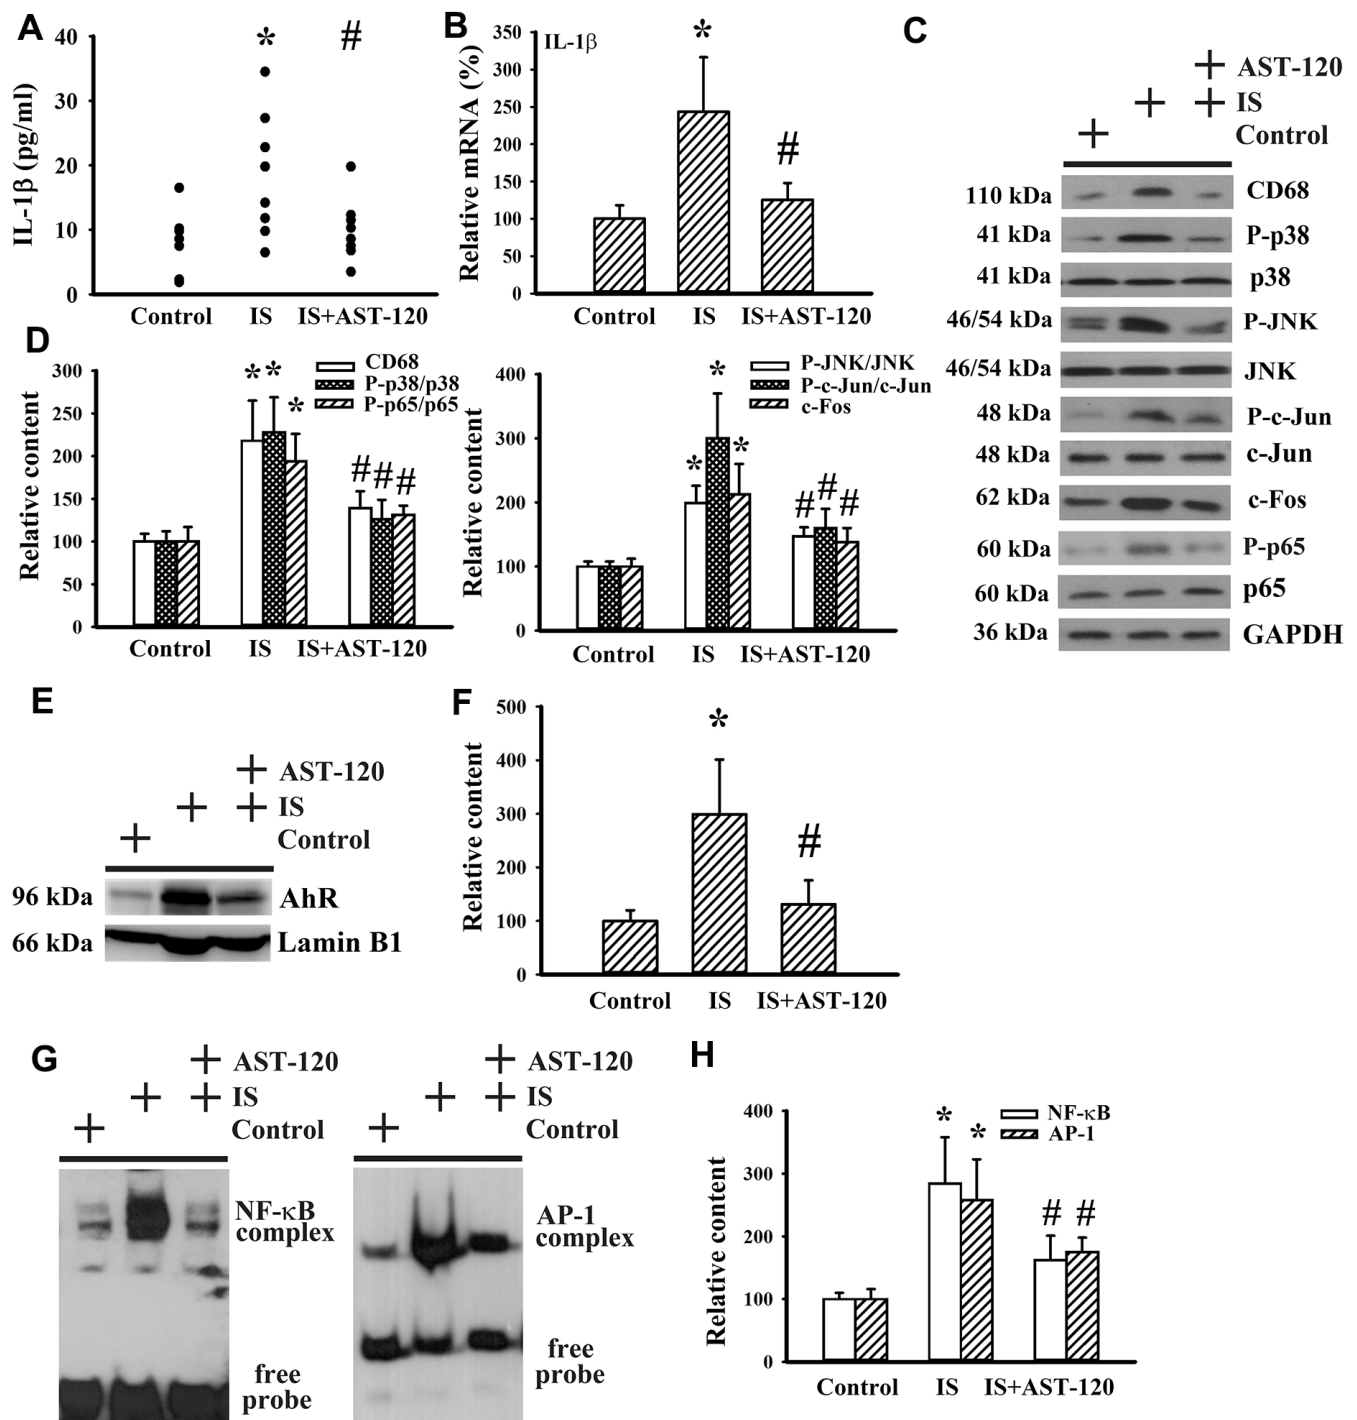 A
IL-1β (pg/ml)
40
30
20
10
0
*
#
Control IS IS+AST-120
B
Relative mRNA (%)
IL-1β
350
300
250
200
150
100
50
0
*
#
Control IS IS+AST-120
C
+ AST-120
+ + IS
+ Control
110 kDa CD68
41 kDa P-p38
41 kDa p38
46/54 kDa P-JNK
46/54 kDa JNK
48 kDa P-c-Jun
48 kDa c-Jun
62 kDa c-Fos
60 kDa P-p65
60 kDa p65
36 kDa GAPDH
D
Relative content
300
250
200
150
100
50
0
CD68
P-p38/p38
P-p65/p65
* * *
# # #
Control IS IS+AST-120
Relative content
400
300
200
100
0
P-JNK/JNK
P-c-Jun/c-Jun
c-Fos
* * *
# # #
Control IS IS+AST-120
E
+ AST-120
+ + IS
+ Control
96 kDa AhR
66 kDa Lamin B1
F
Relative content
500
400
300
200
100
0
*
#
Control IS IS+AST-120
G
+ AST-120
+ + IS
+ Control
NF-κB
complex
free
probe
+ AST-120
+ + IS
+ Control
AP-1
complex
free
probe
H
Relative content
400
300
200
100
0
NF-κB
AP-1
* *
# #
Control IS IS+AST-120